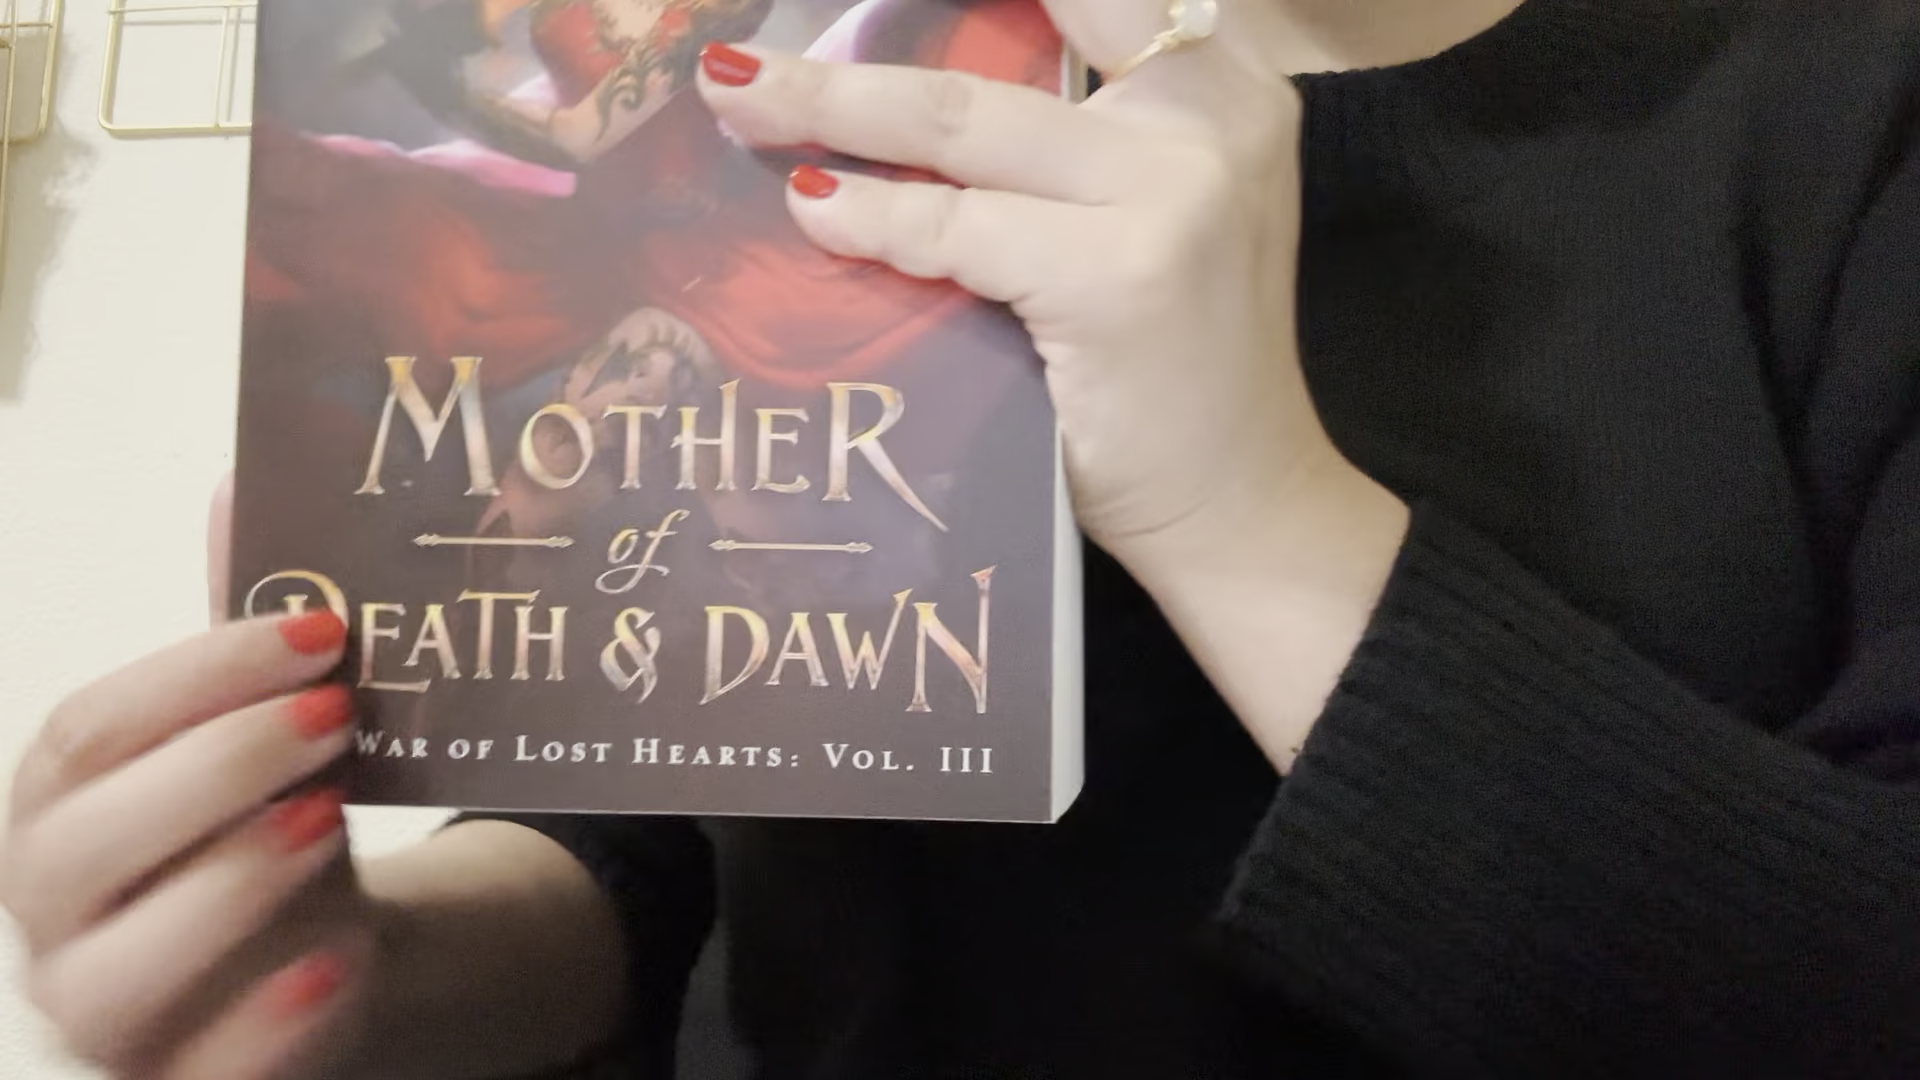 MOTHER
of
DEATH & DAWN
WAR OF LOST HEARTS: VOL. III